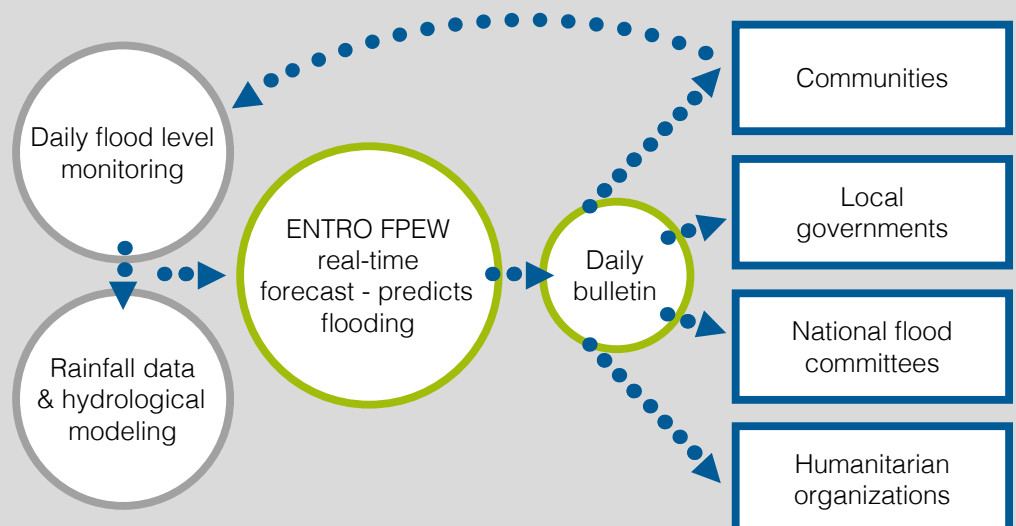 Daily flood level
monitoring
Rainfall data
& hydrological
modeling
ENTRO FPEW
real-time
forecast - predicts
flooding
Daily
bulletin
Communities
Local
governments
National flood
committees
Humanitarian
organizations